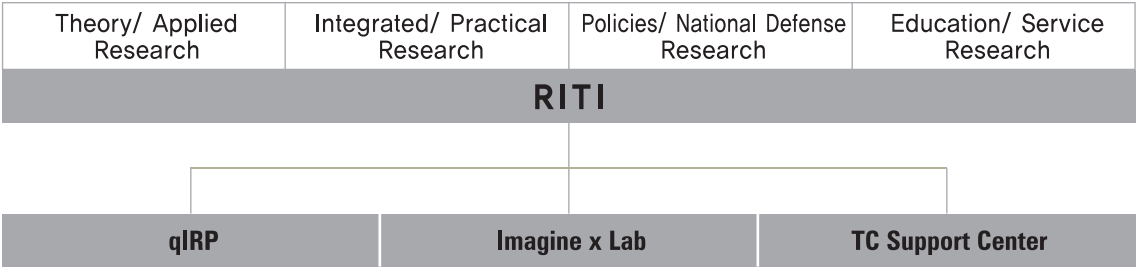 Theory/ Applied
Research
Integrated/ Practical
Research
Policies/ National Defense
Research
Education/ Service
Research
RITI
qIRP
Imagine x Lab
TC Support Center